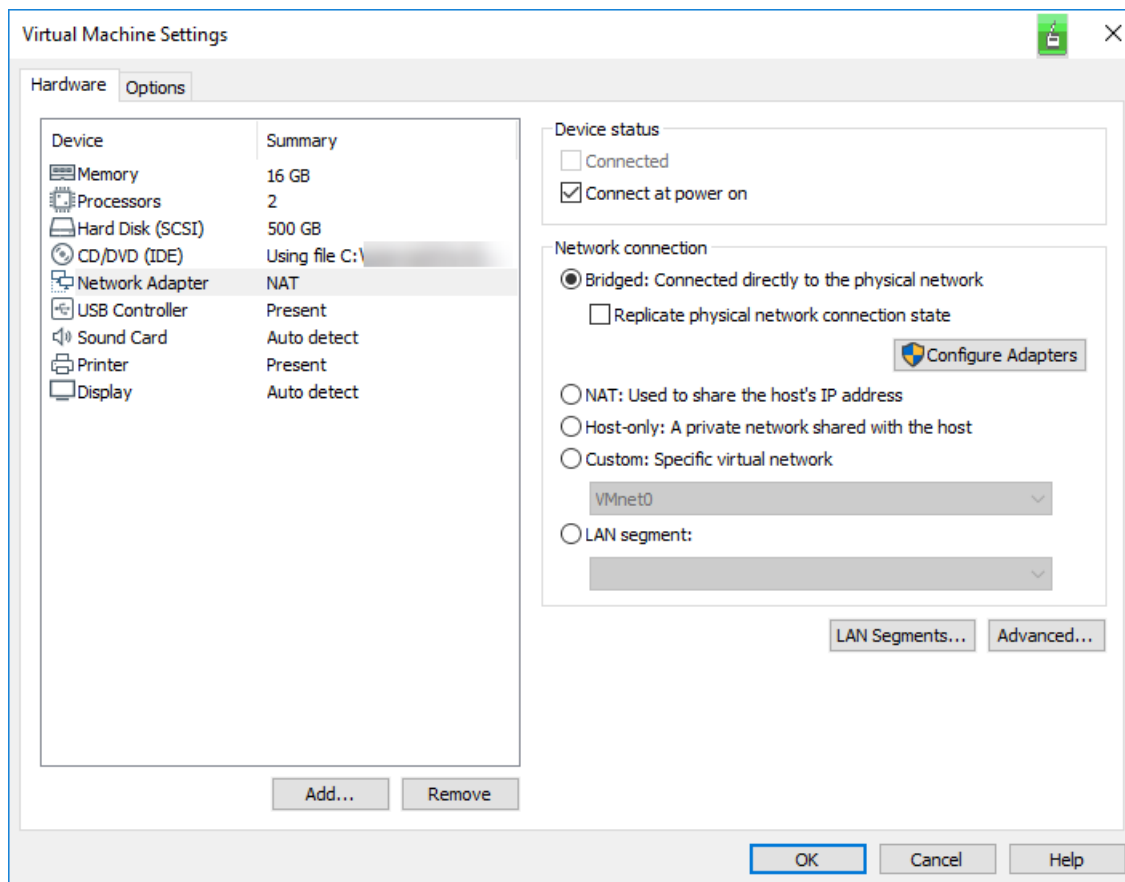 Virtual Machine Settings
Hardware Options
Device Summary
Memory 16 GB
Processors 2
Hard Disk (SCSI) 500 GB
CD/DVD (IDE) Using file C:\
Network Adapter NAT
USB Controller Present
Sound Card Auto detect
Printer Present
Display Auto detect
Add... Remove
Device status
Connected
Connect at power on
Network connection
Bridged: Connected directly to the physical network
Replicate physical network connection state
Configure Adapters
NAT: Used to share the host's IP address
Host-only: A private network shared with the host
Custom: Specific virtual network
VMnet0
LAN segment:
LAN Segments... Advanced...
OK Cancel Help